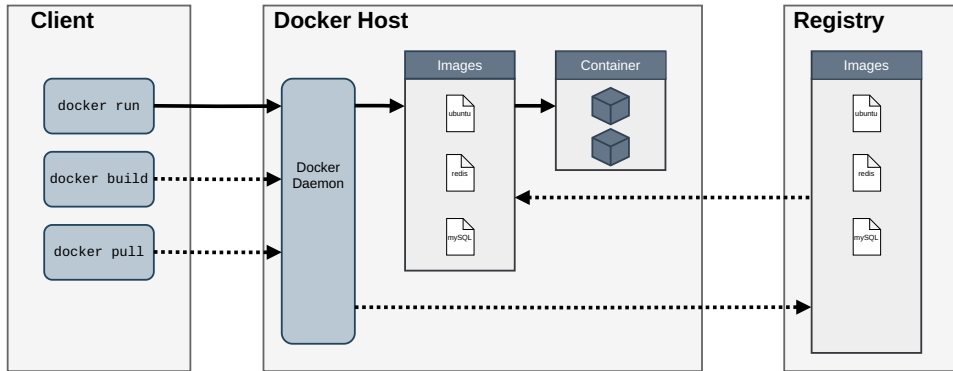 Client
docker run
docker build
docker pull
Docker Host
Docker
Daemon
Images
ubuntu
redis
mySQL
Container
Registry
Images
ubuntu
redis
mySQL